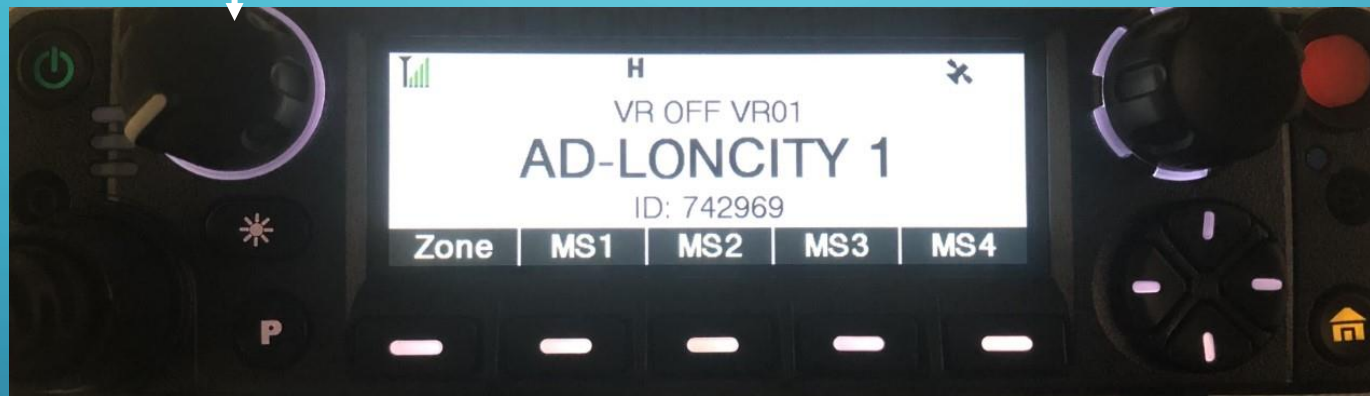 H
VR OFF VR01
AD-LONCITY 1
ID: 742969
Zone MS1 MS2 MS3 MS4
P